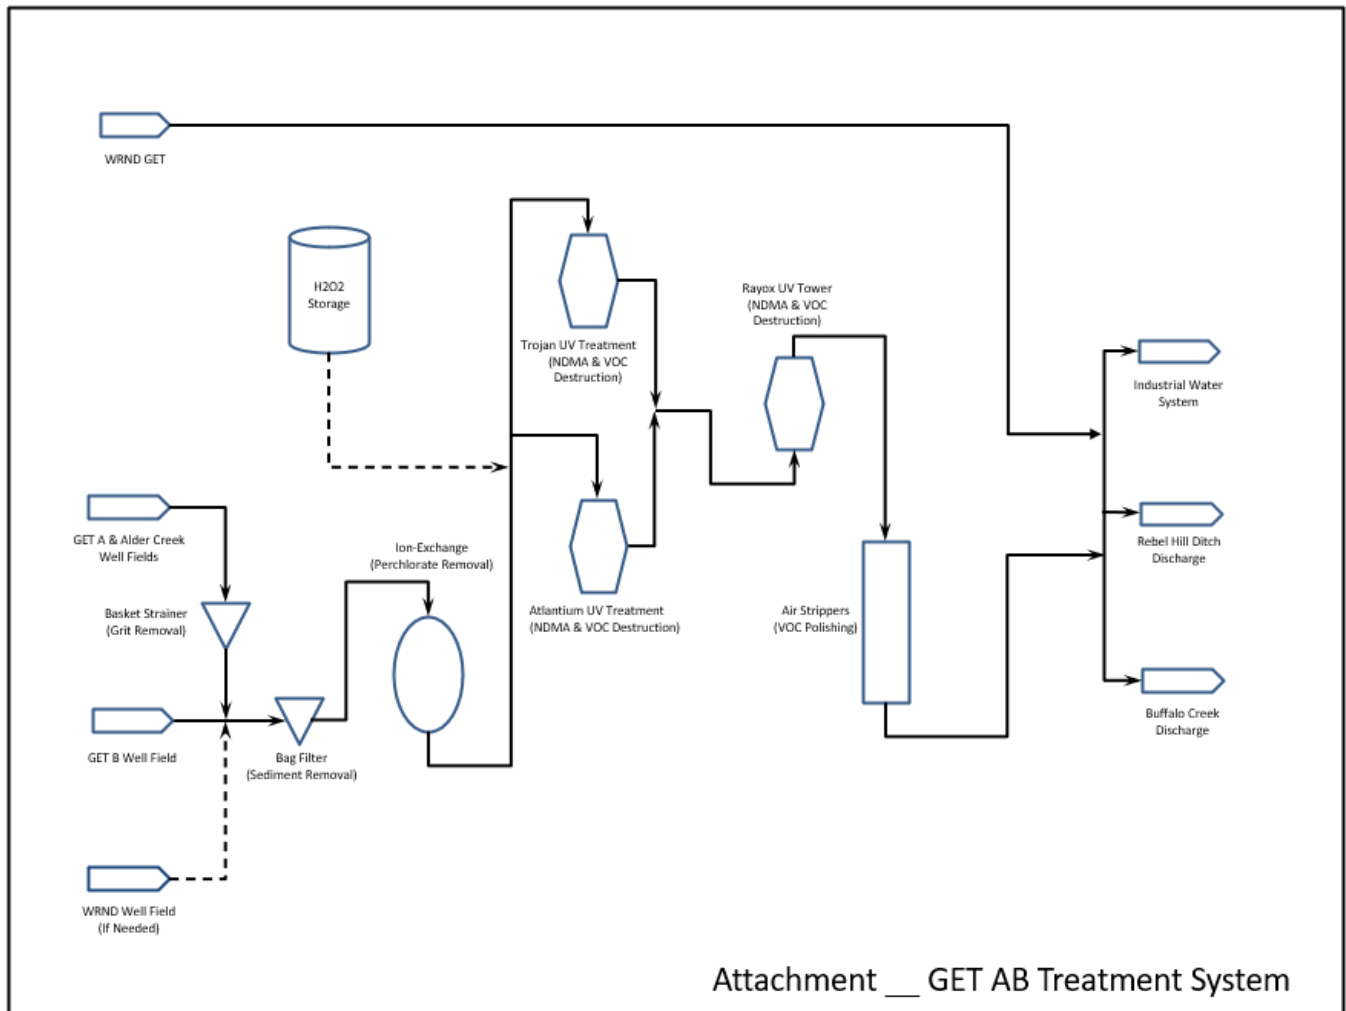 WRND GET
H2O2
Storage
Trojan UV Treatment
(NDMA & VOC
Destruction)
Rayox UV Tower
(NDMA & VOC
Destruction)
Industrial Water
System
GET A & Alder Creek
Well Fields
Ion-Exchange
(Perchlorate Removal)
Rebel Hill Ditch
Discharge
Basket Strainer
(Grit Removal)
Atlantium UV Treatment
(NDMA & VOC Destruction)
Air Strippers
(VOC Polishing)
GET B Well Field
Bag Filter
(Sediment Removal)
Buffalo Creek
Discharge
WRND Well Field
(If Needed)
Attachment __ GET AB Treatment System